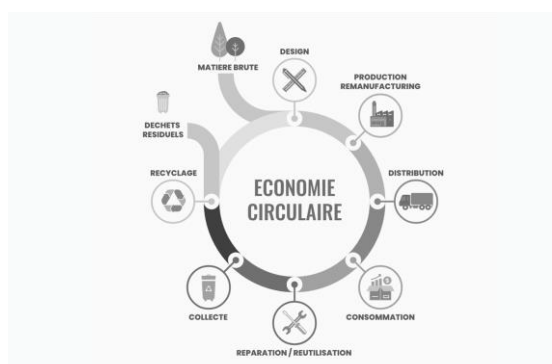 MATIERE BRUTE
DESIGN
PRODUCTION
REMANUFACTURING
DISTRIBUTION
CONSOMMATION
REPARATION / REUTILISATION
COLLECTE
RECYCLAGE
DECHETS
RESIDUELS
ECONOMIE
CIRCULAIRE